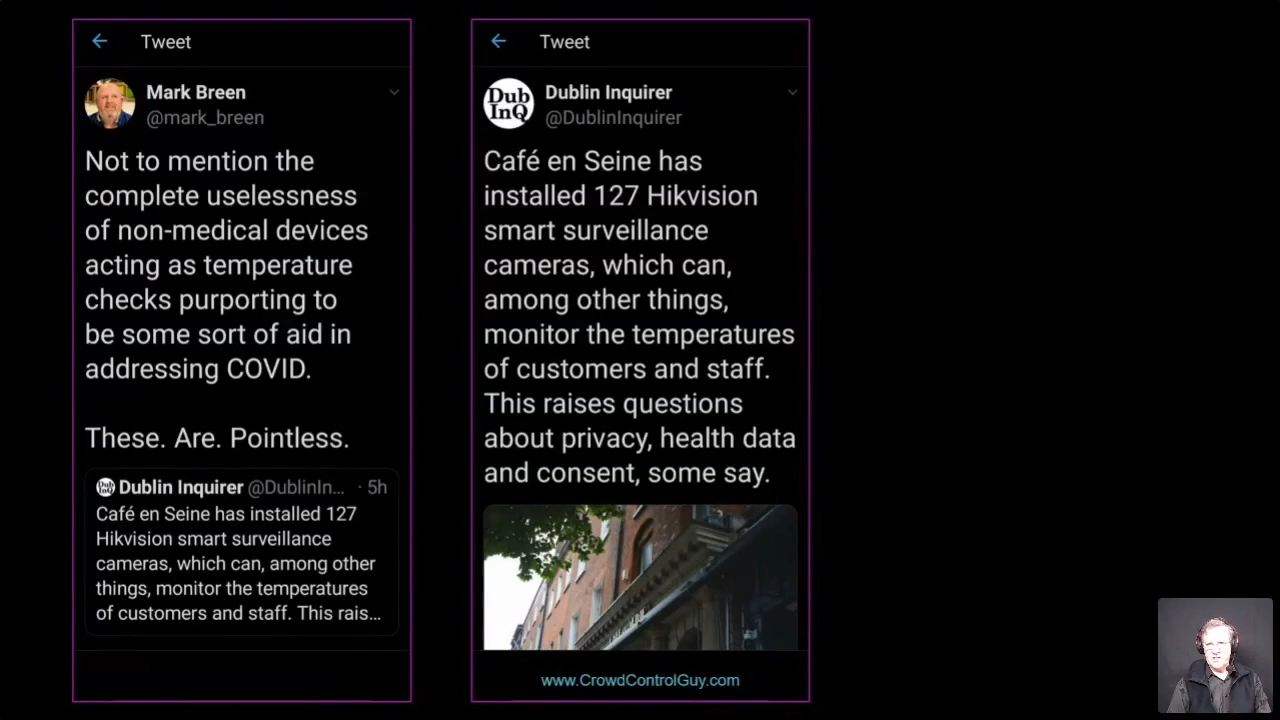 Tweet
Mark Breen
@mark_breen
Not to mention the
complete uselessness
of non-medical devices
acting as temperature
checks purporting to
be some sort of aid in
addressing COVID.
These. Are. Pointless.
Dub InQ Dublin Inquirer @DublinIn... · 5h
Café en Seine has installed 127
Hikvision smart surveillance
cameras, which can, among other
things, monitor the temperatures
of customers and staff. This rais...
Tweet
Dub
InQ
Dublin Inquirer
@DublinInquirer
Café en Seine has
installed 127 Hikvision
smart surveillance
cameras, which can,
among other things,
monitor the temperatures
of customers and staff.
This raises questions
about privacy, health data
and consent, some say.
www.CrowdControlGuy.com